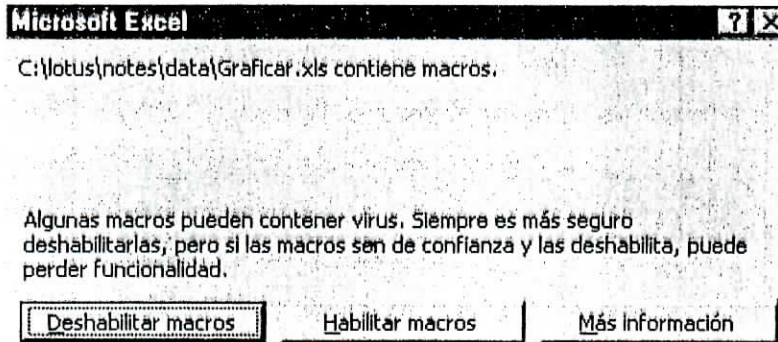 Microsoft Excel
C:\lotus\notes\data\Graficar.xls contiene macros.
Algunas macros pueden contener virus. Siempre es más seguro
deshabilitarlas, pero si las macros son de confianza y las deshabilita, puede
perder funcionalidad.
Deshabilitar macros Habilitar macros Más información